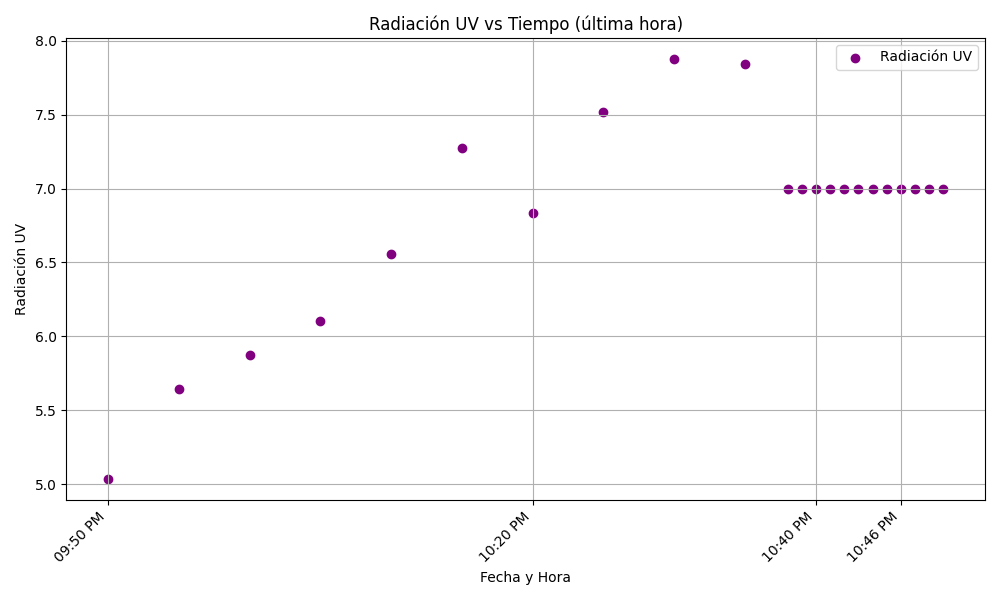 Radiación UV vs Tiempo (última hora)
8.0
7.5
7.0
6.5
6.0
5.5
5.0
Radiación UV
Radiación UV
09:50 PM
10:20 PM
10:40 PM
10:46 PM
Fecha y Hora